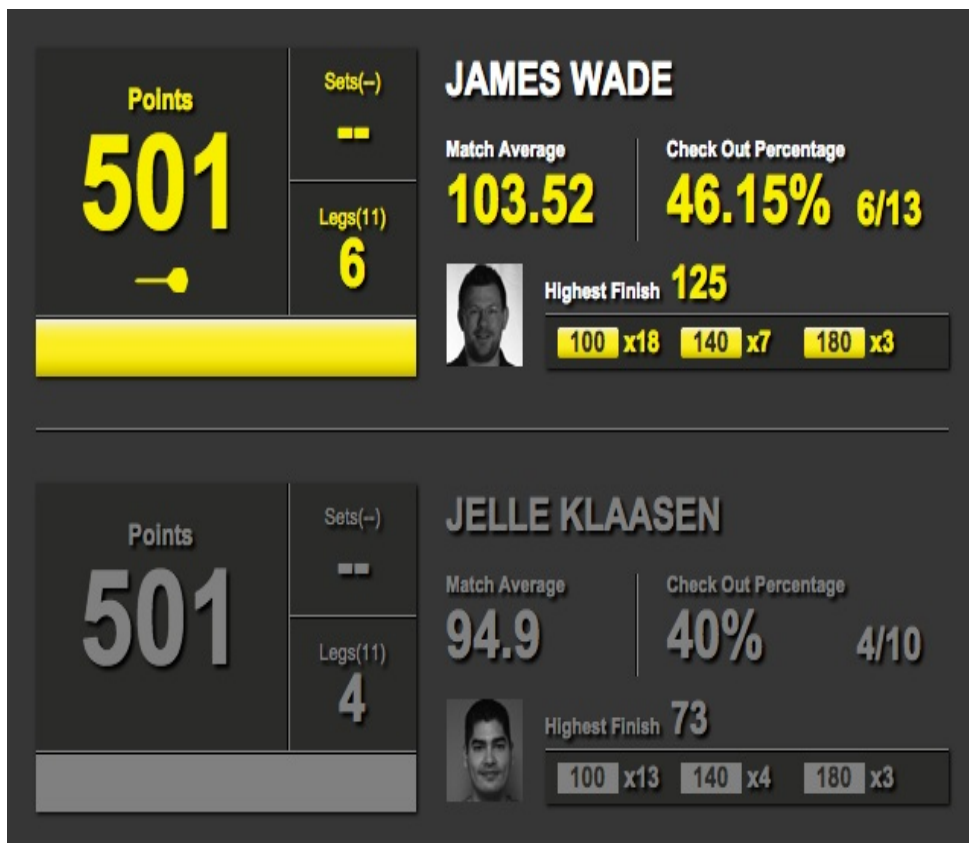 Points
501
Sets(--)
--
Legs(11)
6
JAMES WADE
Match Average
103.52
Check Out Percentage
46.15% 6/13
Highest Finish 125
100 x18 140 x7 180 x3
Points
501
Sets(--)
--
Legs(11)
4
JELLE KLAASEN
Match Average
94.9
Check Out Percentage
40% 4/10
Highest Finish 73
100 x13 140 x4 180 x3